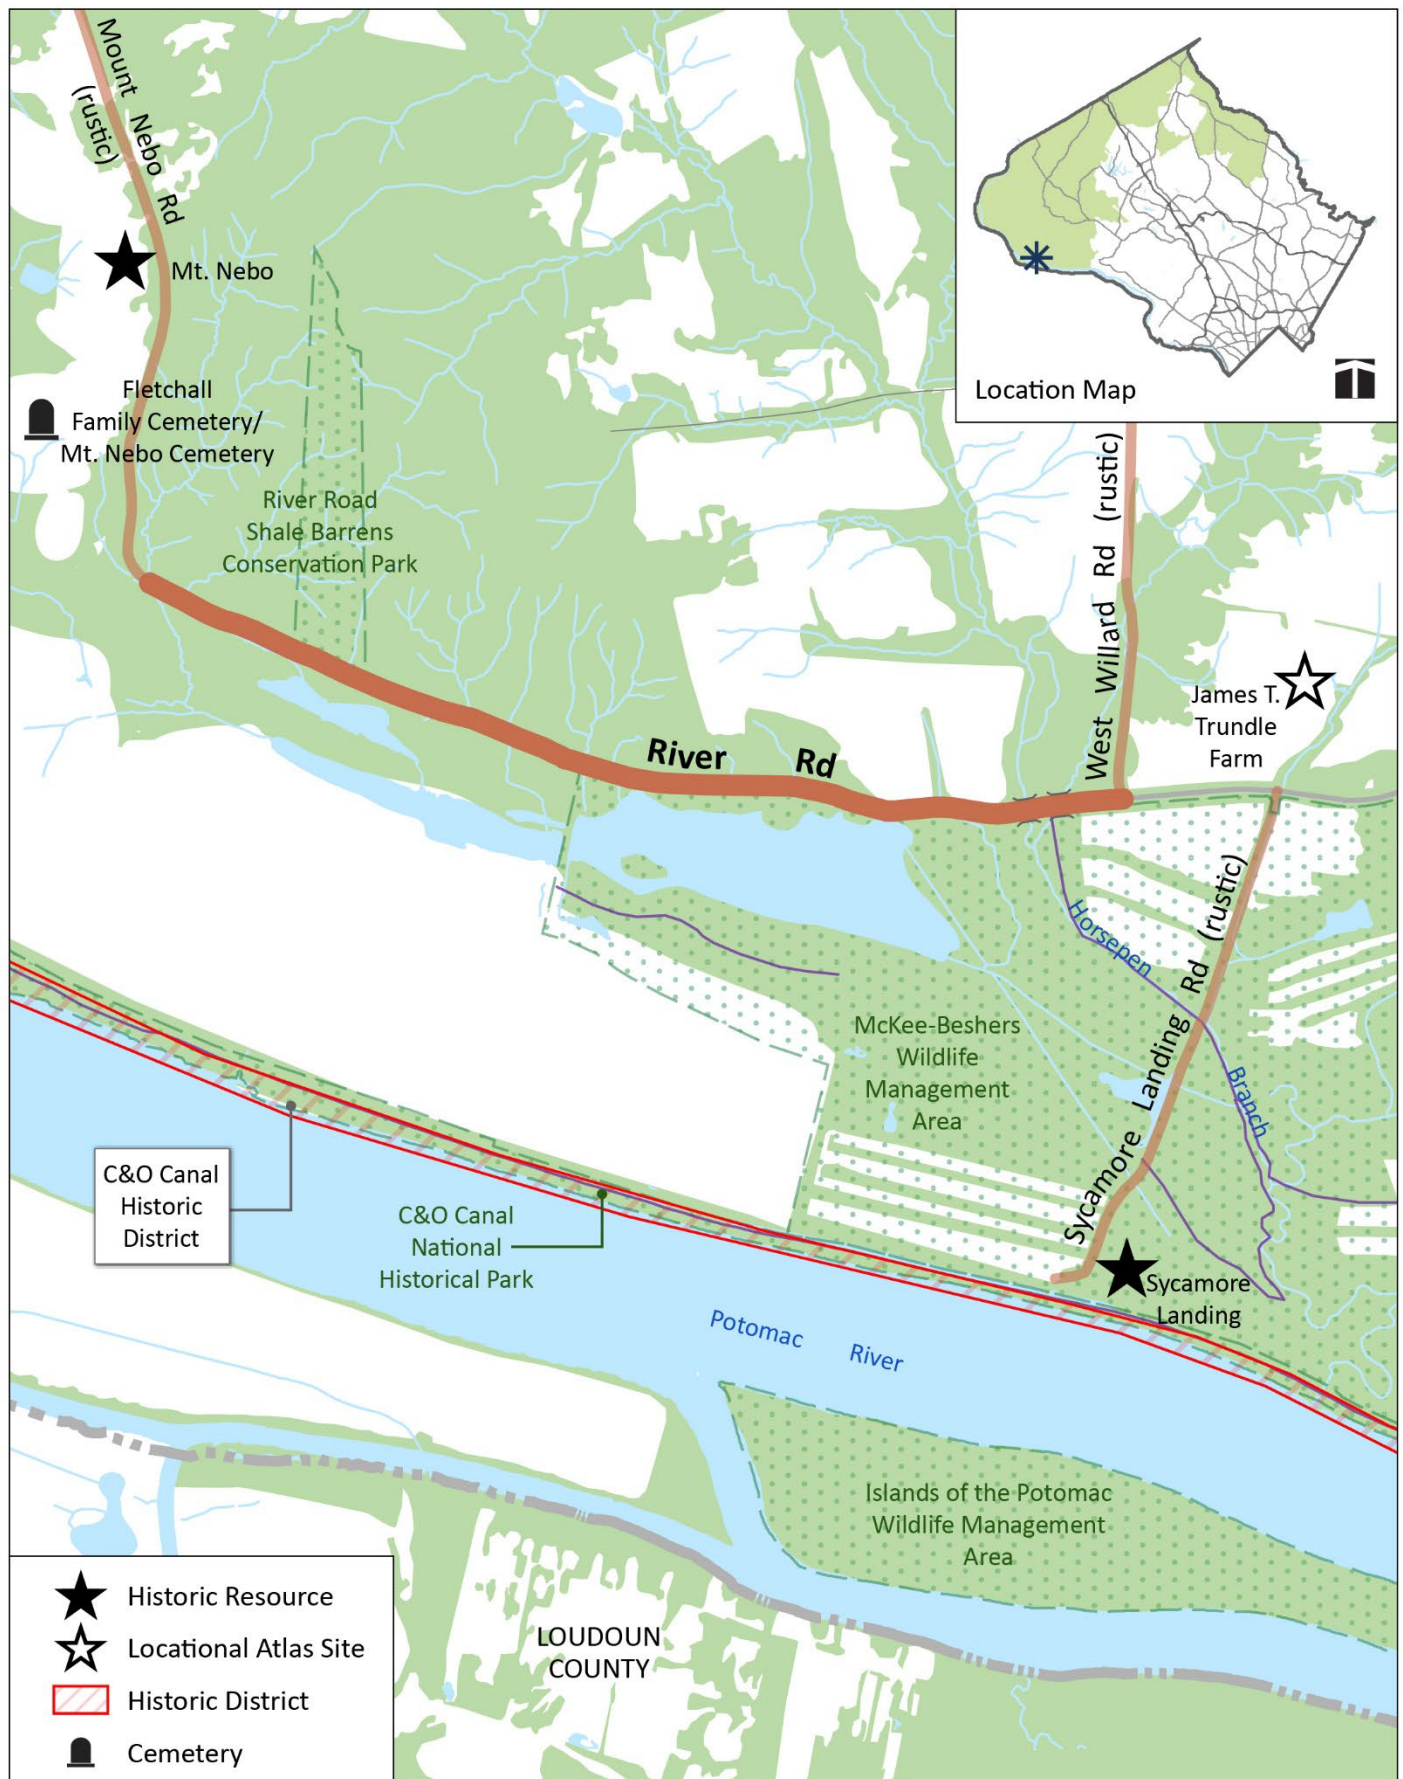 Mount Nebo Rd
(rustic)
Mt. Nebo
Location Map
Fletchall
Family Cemetery/
Mt. Nebo Cemetery
River Road
Shale Barrens
Conservation Park
West Willard Rd (rustic)
James T.
Trundle
Farm
River Rd
Sycamore Landing Rd (rustic)
Horsepen
Branch
McKee-Beshers
Wildlife
Management
Area
C&O Canal
Historic
District
C&O Canal
National
Historical Park
Sycamore
Landing
Potomac River
Islands of the Potomac
Wildlife Management
Area
LOUDOUN
COUNTY
Historic Resource
Locational Atlas Site
Historic District
Cemetery